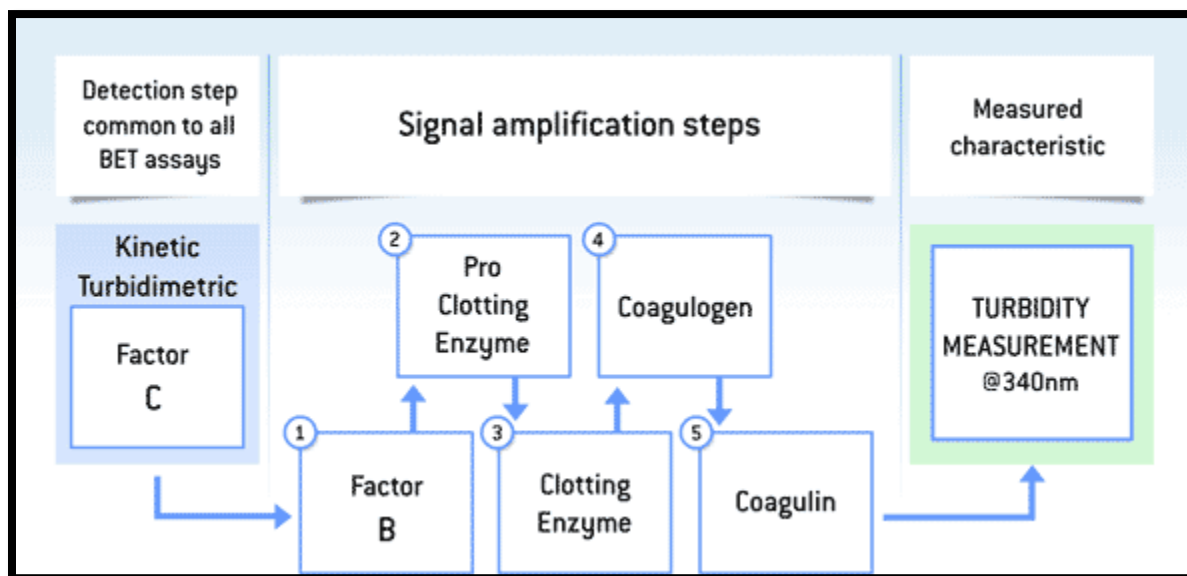 Detection step
common to all
BET assays
Signal amplification steps
Measured
characteristic
Kinetic
Turbidimetric
Factor
C
2
Pro
Clotting
Enzyme
4
Coagulogen
TURBIDITY
MEASUREMENT
@340nm
1
Factor
B
3
Clotting
Enzyme
5
Coagulin